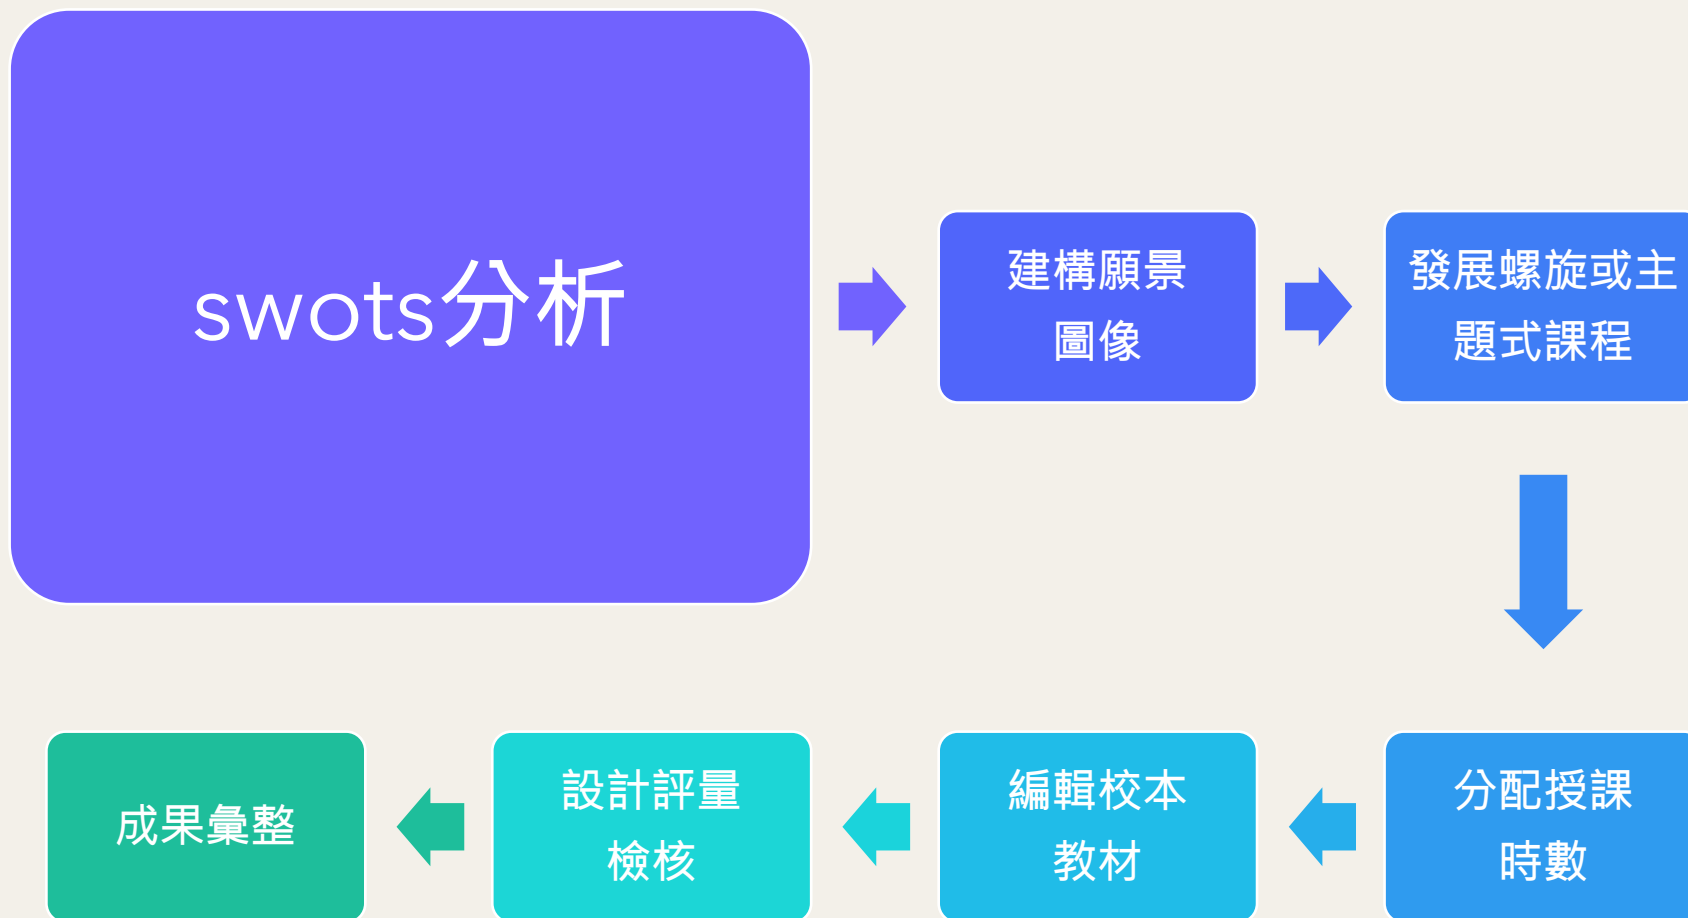 swots分析
建構願景
圖像
發展螺旋或主
題式課程
分配授課
時數
編輯校本
教材
設計評量
檢核
成果彙整